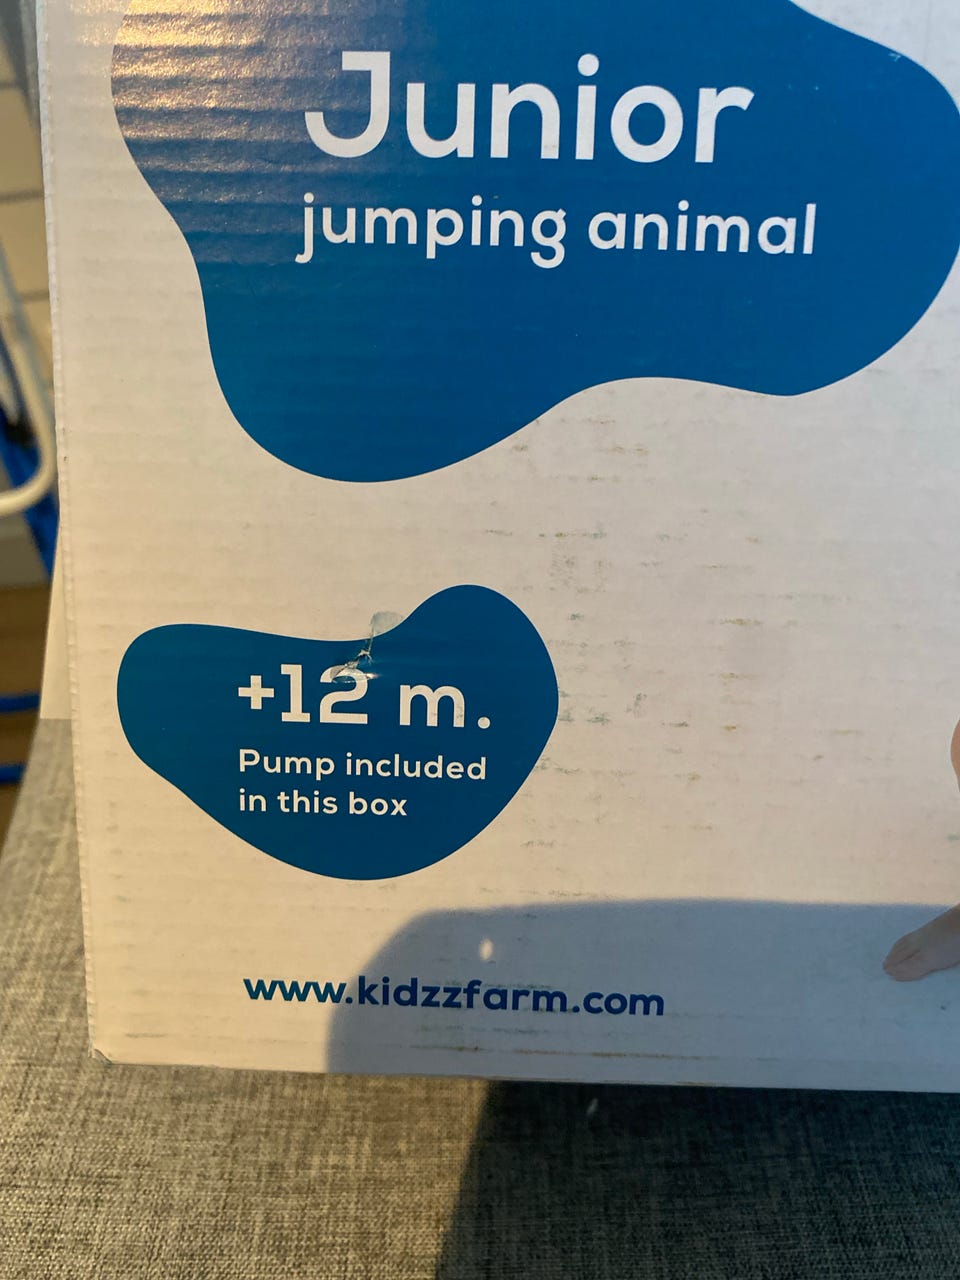 Junior
jumping animal
+12 m.
Pump included
in this box
www.kidzzfarm.com